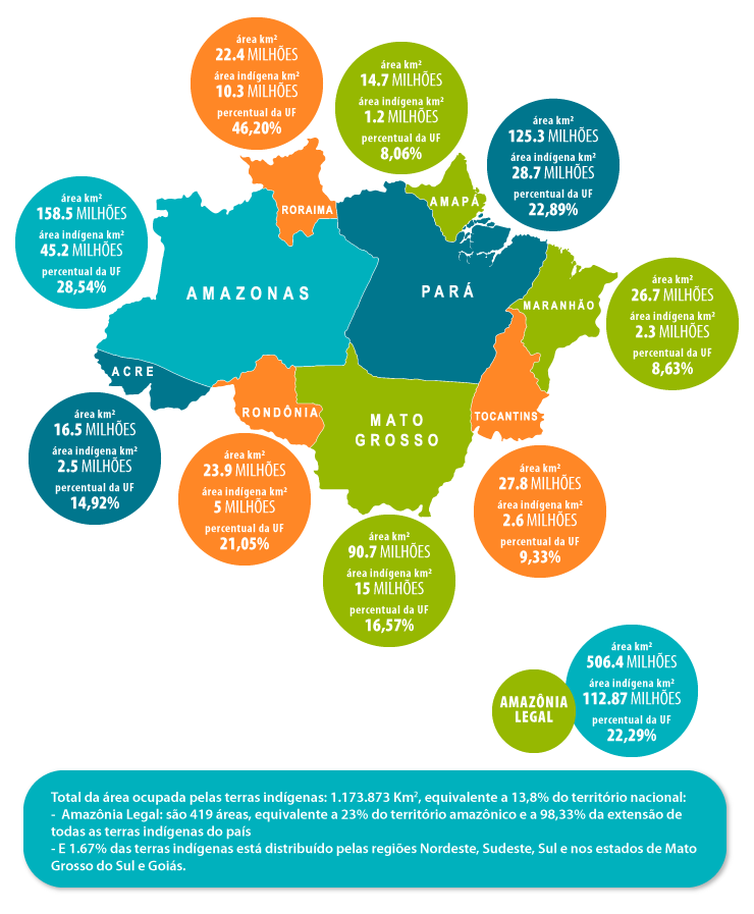 área km²
22.4 MILHÕES
área indígena km²
10.3 MILHÕES
percentual da UF
46,20%
área km²
14.7 MILHÕES
área indígena km²
1.2 MILHÕES
percentual da UF
8,06%
área km²
125.3 MILHÕES
área indígena km²
28.7 MILHÕES
percentual da UF
22,89%
área km²
158.5 MILHÕES
área indígena km²
45.2 MILHÕES
percentual da UF
28,54%
RORAIMA
AMAPÁ
AMAZONAS
PARÁ
MARANHÃO
área km²
26.7 MILHÕES
área indígena km²
2.3 MILHÕES
percentual da UF
8,63%
ACRE
RONDÔNIA
MATO
GROSSO
TOCANTINS
área km²
16.5 MILHÕES
área indígena km²
2.5 MILHÕES
percentual da UF
14,92%
área km²
23.9 MILHÕES
área indígena km²
5 MILHÕES
percentual da UF
21,05%
área km²
90.7 MILHÕES
área indígena km²
15 MILHÕES
percentual da UF
16,57%
área km²
27.8 MILHÕES
área indígena km²
2.6 MILHÕES
percentual da UF
9,33%
AMAZÔNIA
LEGAL
área km²
506.4 MILHÕES
área indígena km²
112.87 MILHÕES
percentual da UF
22,29%
Total da área ocupada pelas terras indígenas: 1.173.873 Km², equivalente a 13,8% do território nacional:
- Amazônia Legal: são 419 áreas, equivalente a 23% do território amazônico e a 98,33% da extensão de
todas as terras indígenas do país
- E 1.67% das terras indígenas está distribuído pelas regiões Nordeste, Sudeste, Sul e nos estados de Mato
Grosso do Sul e Goiás.